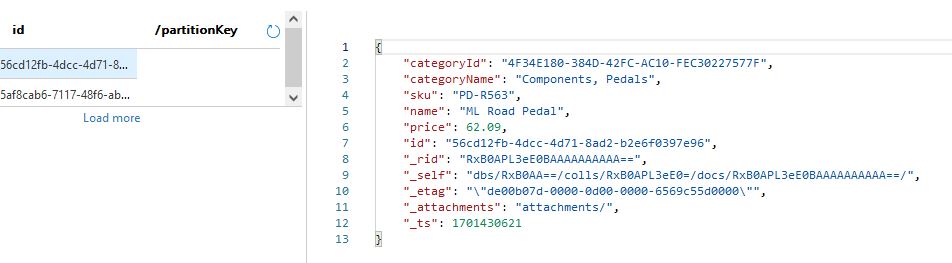 id /partitionKey
56cd12fb-4dcc-4d71-8...
5af8cab6-7117-48f6-ab...
Load more
1 {
2 "categoryId": "4F34E180-384D-42FC-AC10-FEC30227577F",
3 "categoryName": "Components, Pedals",
4 "sku": "PD-R563",
5 "name": "ML Road Pedal",
6 "price": 62.09,
7 "id": "56cd12fb-4dcc-4d71-8ad2-b2e6f0397e96",
8 "_rid": "RxB0APL3eE0BAAAAAAAAAA==",
9 "_self": "dbs/RxB0AA==/colls/RxB0APL3eE0=/docs/RxB0APL3eE0BAAAAAAAAAA==/",
10 "_etag": "\"de00b07d-0000-0d00-0000-6569c55d0000\"",
11 "_attachments": "attachments/",
12 "_ts": 1701430621
13 }